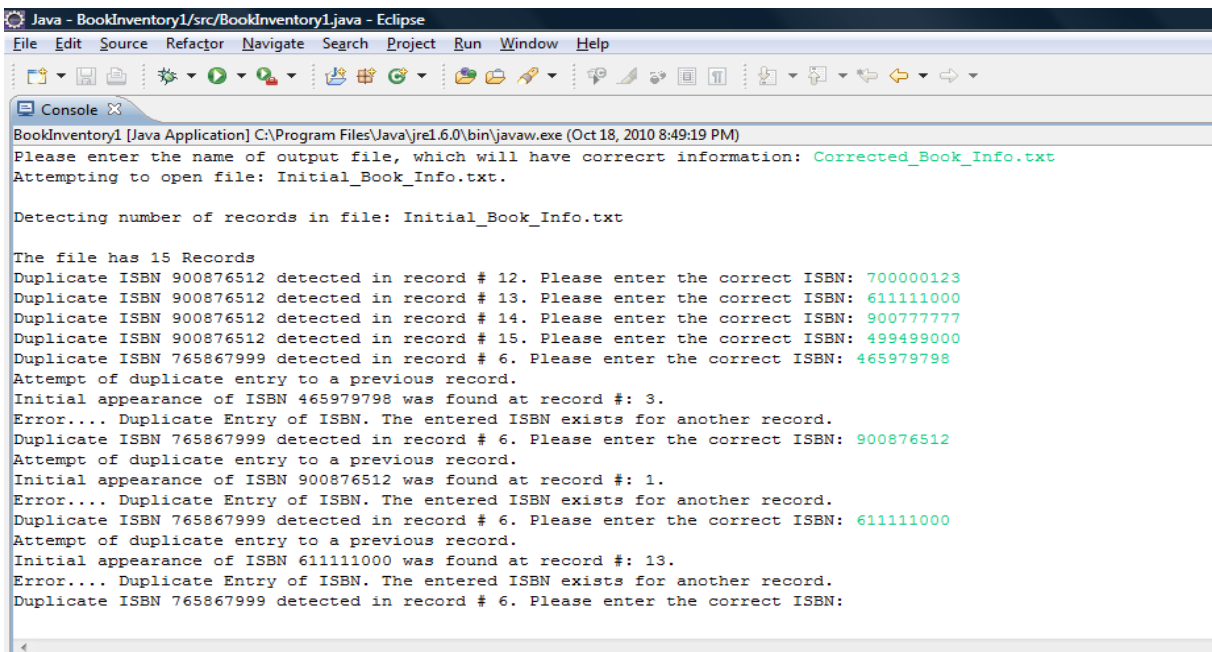 Java - BookInventory1/src/BookInventory1.java - Eclipse
File Edit Source Refactor Navigate Search Project Run Window Help
Console
BookInventory1 [Java Application] C:\Program Files\Java\jre1.6.0\bin\javaw.exe (Oct 18, 2010 8:49:19 PM)
Please enter the name of output file, which will have correcrt information: Corrected_Book_Info.txt
Attempting to open file: Initial_Book_Info.txt.
Detecting number of records in file: Initial_Book_Info.txt
The file has 15 Records
Duplicate ISBN 900876512 detected in record # 12. Please enter the correct ISBN: 700000123
Duplicate ISBN 900876512 detected in record # 13. Please enter the correct ISBN: 611111000
Duplicate ISBN 900876512 detected in record # 14. Please enter the correct ISBN: 900777777
Duplicate ISBN 900876512 detected in record # 15. Please enter the correct ISBN: 499499000
Duplicate ISBN 765867999 detected in record # 6. Please enter the correct ISBN: 465979798
Attempt of duplicate entry to a previous record.
Initial appearance of ISBN 465979798 was found at record #: 3.
Error.... Duplicate Entry of ISBN. The entered ISBN exists for another record.
Duplicate ISBN 765867999 detected in record # 6. Please enter the correct ISBN: 900876512
Attempt of duplicate entry to a previous record.
Initial appearance of ISBN 900876512 was found at record #: 1.
Error.... Duplicate Entry of ISBN. The entered ISBN exists for another record.
Duplicate ISBN 765867999 detected in record # 6. Please enter the correct ISBN: 611111000
Attempt of duplicate entry to a previous record.
Initial appearance of ISBN 611111000 was found at record #: 13.
Error.... Duplicate Entry of ISBN. The entered ISBN exists for another record.
Duplicate ISBN 765867999 detected in record # 6. Please enter the correct ISBN: